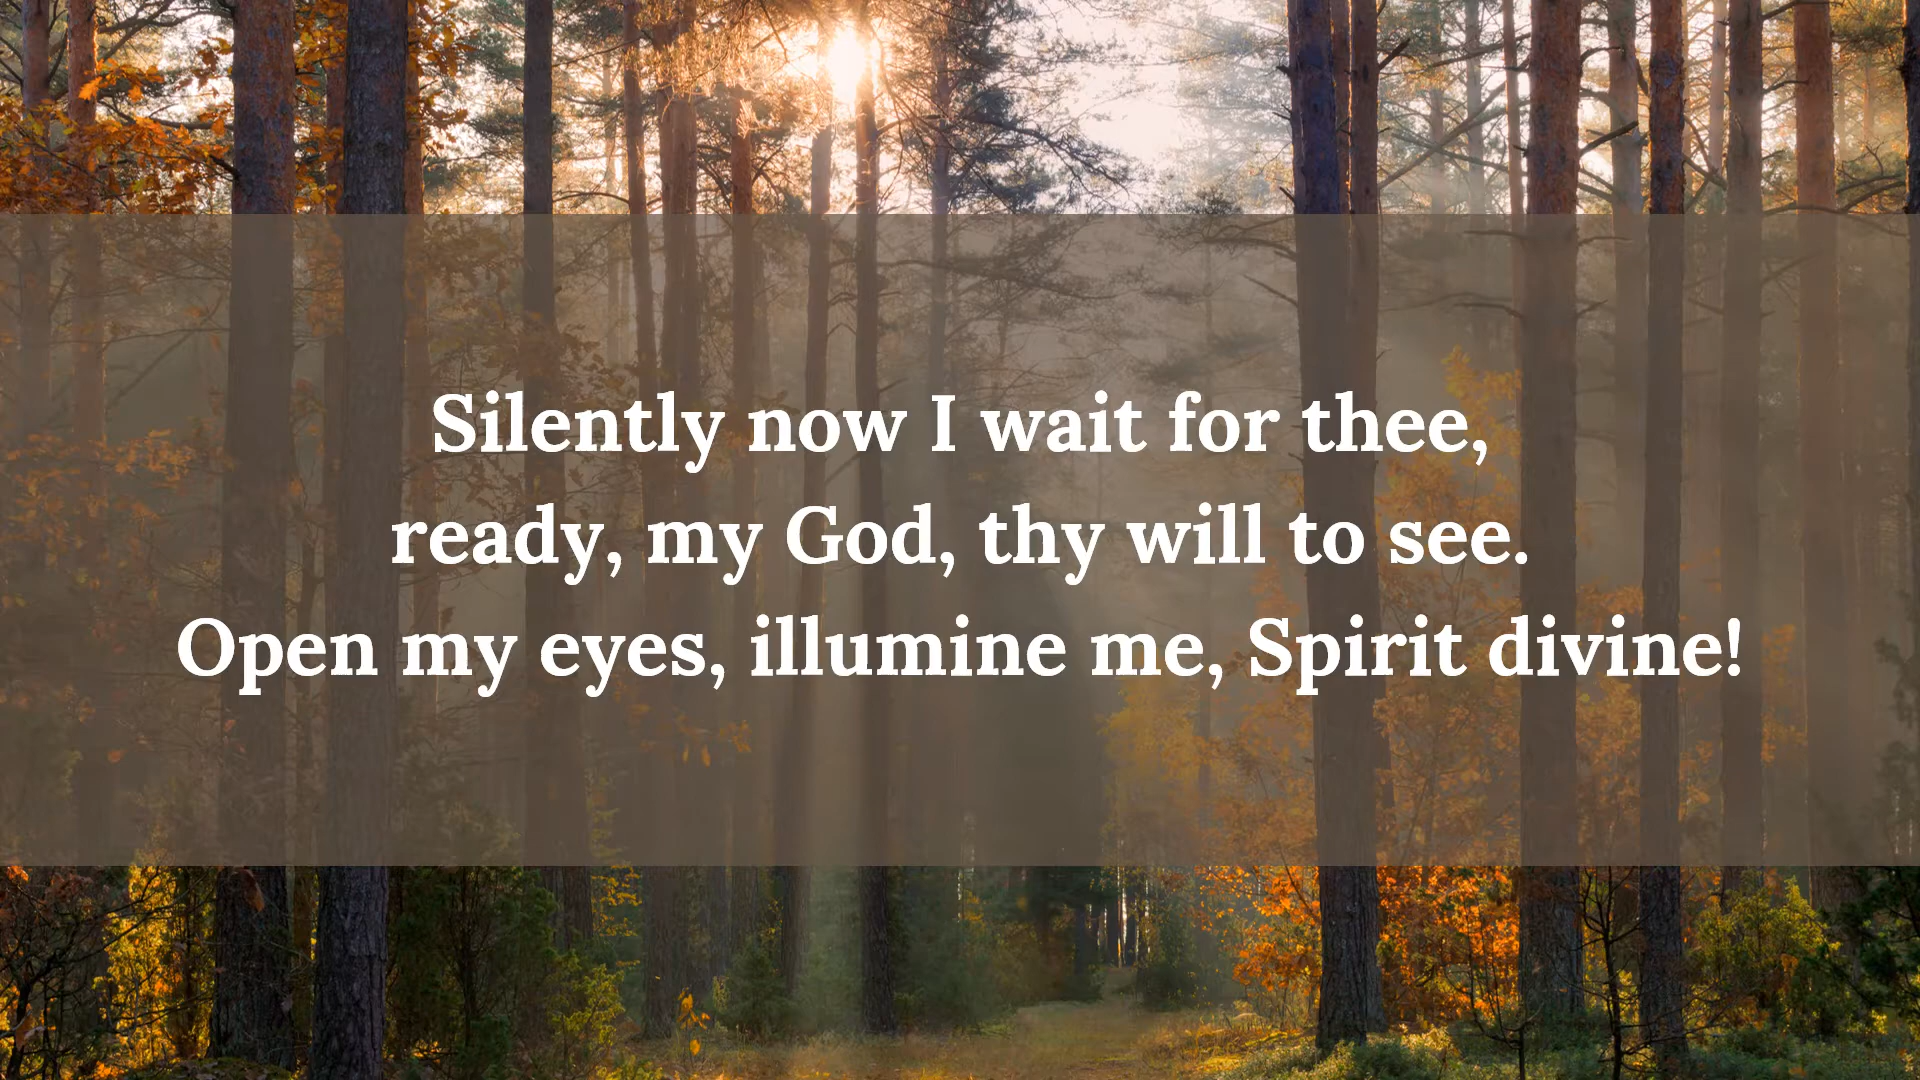 Silently now I wait for thee,
ready, my God, thy will to see.
Open my eyes, illumine me, Spirit divine!